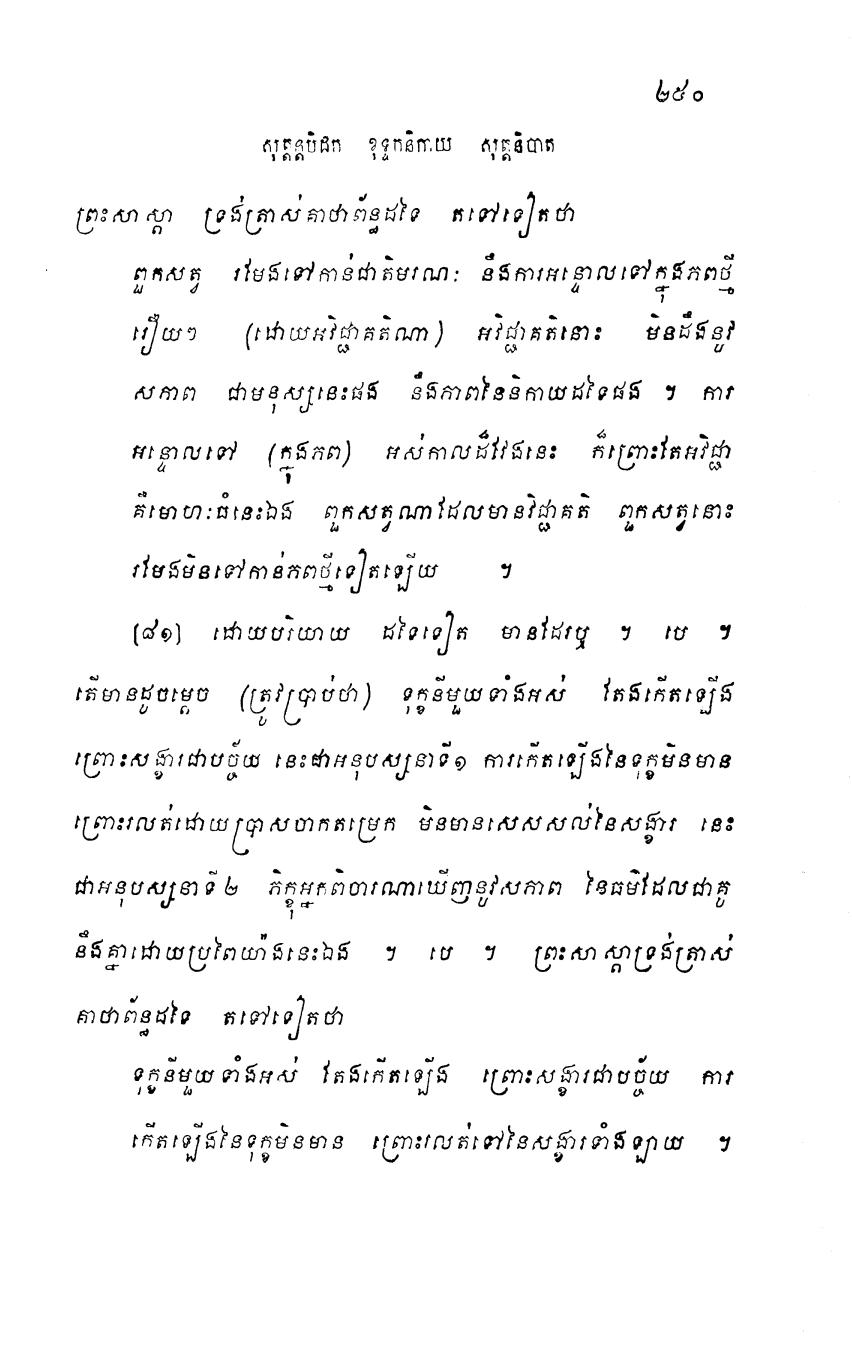 ២៥០
សុត្តន្តបិដក ខុទ្ទកនិកាយ សុត្តនិបាត
ព្រះសាស្តា ទ្រង់ត្រាស់គាថាព័ន្ធដទៃ តទៅទៀតថា
ពួកសត្វ រមែងទៅកាន់ជាតិមរណៈ នឹងការអន្ទោលទៅក្នុងភពថ្មី
រឿយៗ (ដោយអវិជ្ជាគតិណា) អវិជ្ជាគតិនោះ មិនដឹងនូវ
សភាព ជាមនុស្សនេះផង នឹងភាពនៃនិកាយដទៃផង ។ ការ
អន្ទោលទៅ (ក្នុងភព) អស់កាលដ៏វែងនេះ ក៏ព្រោះតែអវិជ្ជា
គឺមោហៈធំនេះឯង ពួកសត្វណាដែលមានវិជ្ជាគតិ ពួកសត្វនោះ
រមែងមិនទៅកាន់ភពថ្មីទៀតឡើយ ។
(៨១) ដោយបរិយាយ ដទៃទៀត មានដែរឬ ។ បេ ។
តើមានដូចម្តេច (ត្រូវប្រាប់ថា) ទុក្ខនីមួយទាំងអស់ តែងកើតឡើង
ព្រោះសង្ខារជាបច្ច័យ នេះជាអនុបស្សនាទី១ ការកើតឡើងនៃទុក្ខមិនមាន
ព្រោះរលត់ដោយប្រាសចាកតម្រេក មិនមានសេសសល់នៃសង្ខារ នេះ
ជាអនុបស្សនាទី២ ភិក្ខុអ្នកពិចារណាឃើញនូវសភាព នៃធម៌ដែលជាគូ
នឹងគ្នាដោយប្រពៃយ៉ាងនេះឯង ។ បេ ។ ព្រះសាស្តាទ្រង់ត្រាស់
គាថាព័ន្ធដទៃ តទៅទៀតថា
ទុក្ខនីមួយទាំងអស់ តែងកើតឡើង ព្រោះសង្ខារជាបច្ច័យ ការ
កើតឡើងនៃទុក្ខមិនមាន ព្រោះរលត់ទៅនៃសង្ខារទាំងឡាយ ។